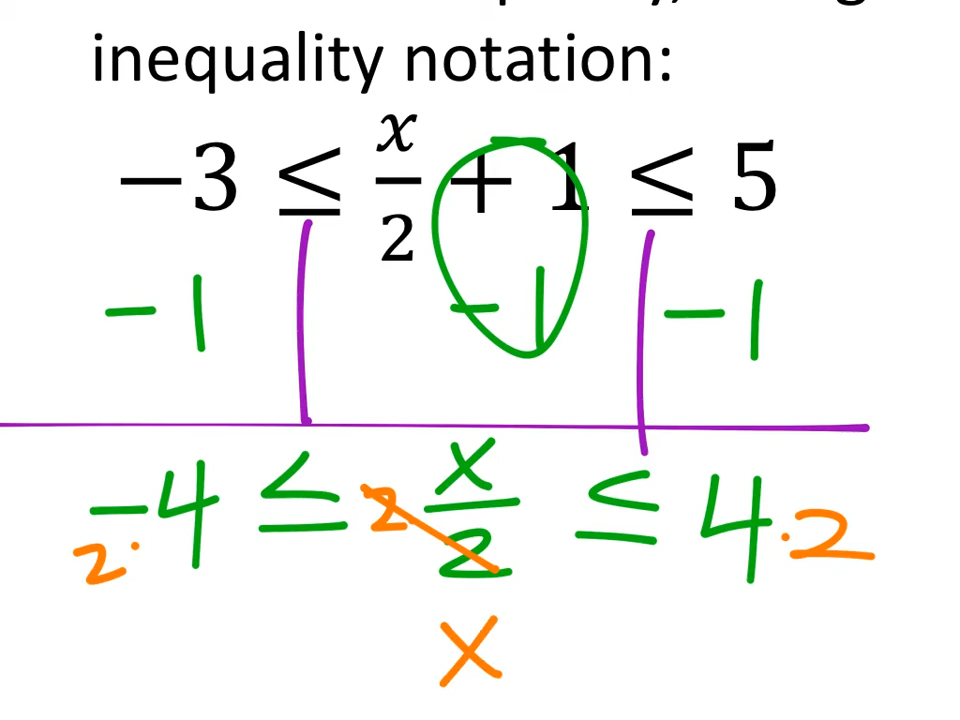 inequality notation:
−3 ≤ x/2 + 1 ≤ 5
−1 −1 −1
−4 ≤ 2· x/2 ≤ 4·2
2·
x